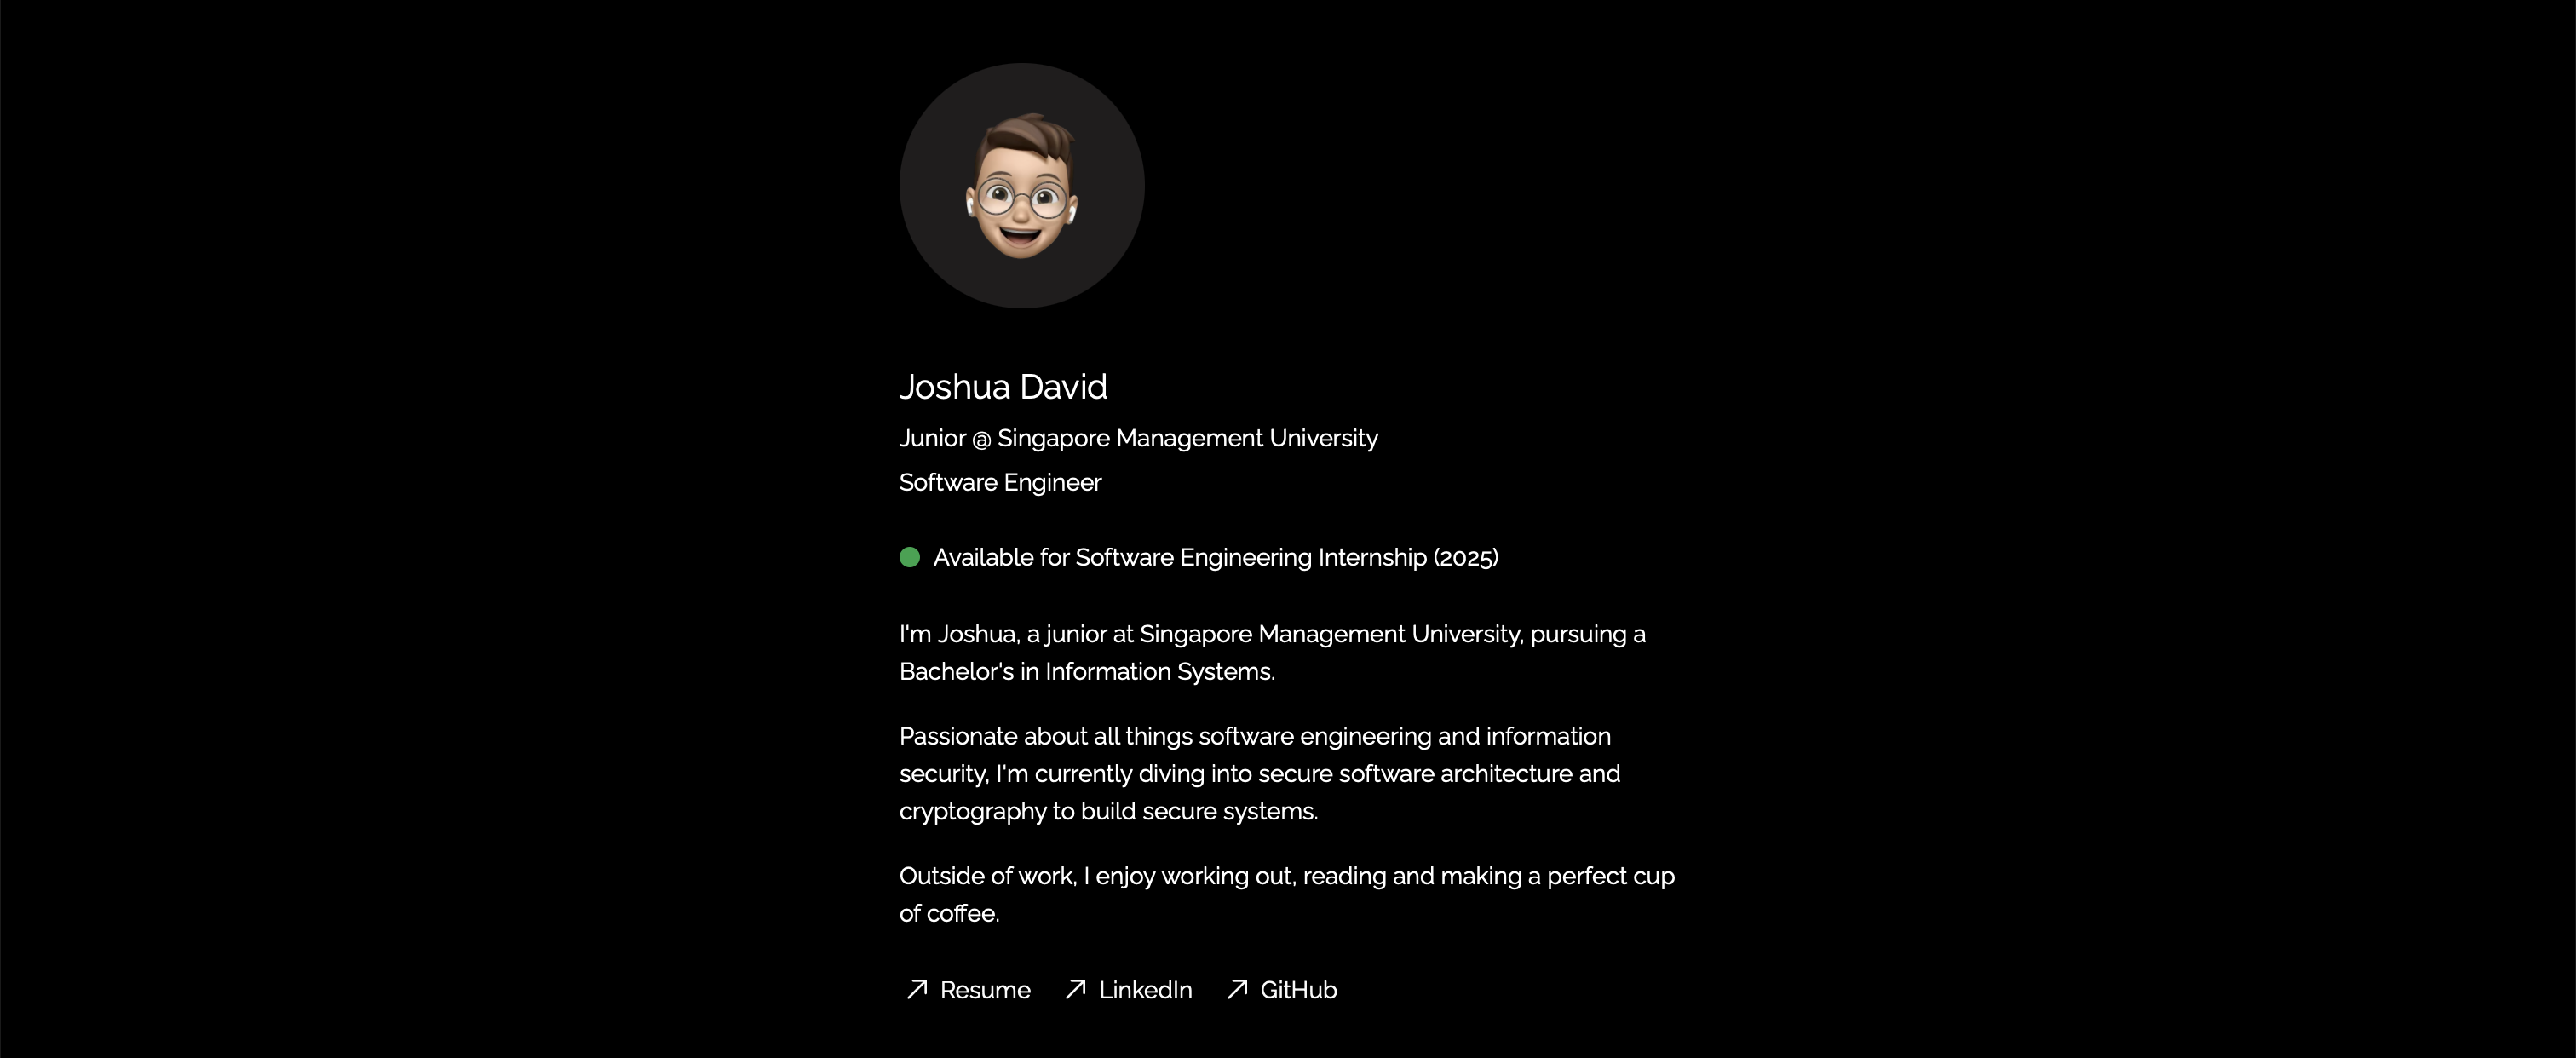 Joshua David
Junior @ Singapore Management University
Software Engineer
Available for Software Engineering Internship (2025)
I'm Joshua, a junior at Singapore Management University, pursuing a
Bachelor's in Information Systems.
Passionate about all things software engineering and information
security, I'm currently diving into secure software architecture and
cryptography to build secure systems.
Outside of work, I enjoy working out, reading and making a perfect cup
of coffee.
Resume LinkedIn GitHub